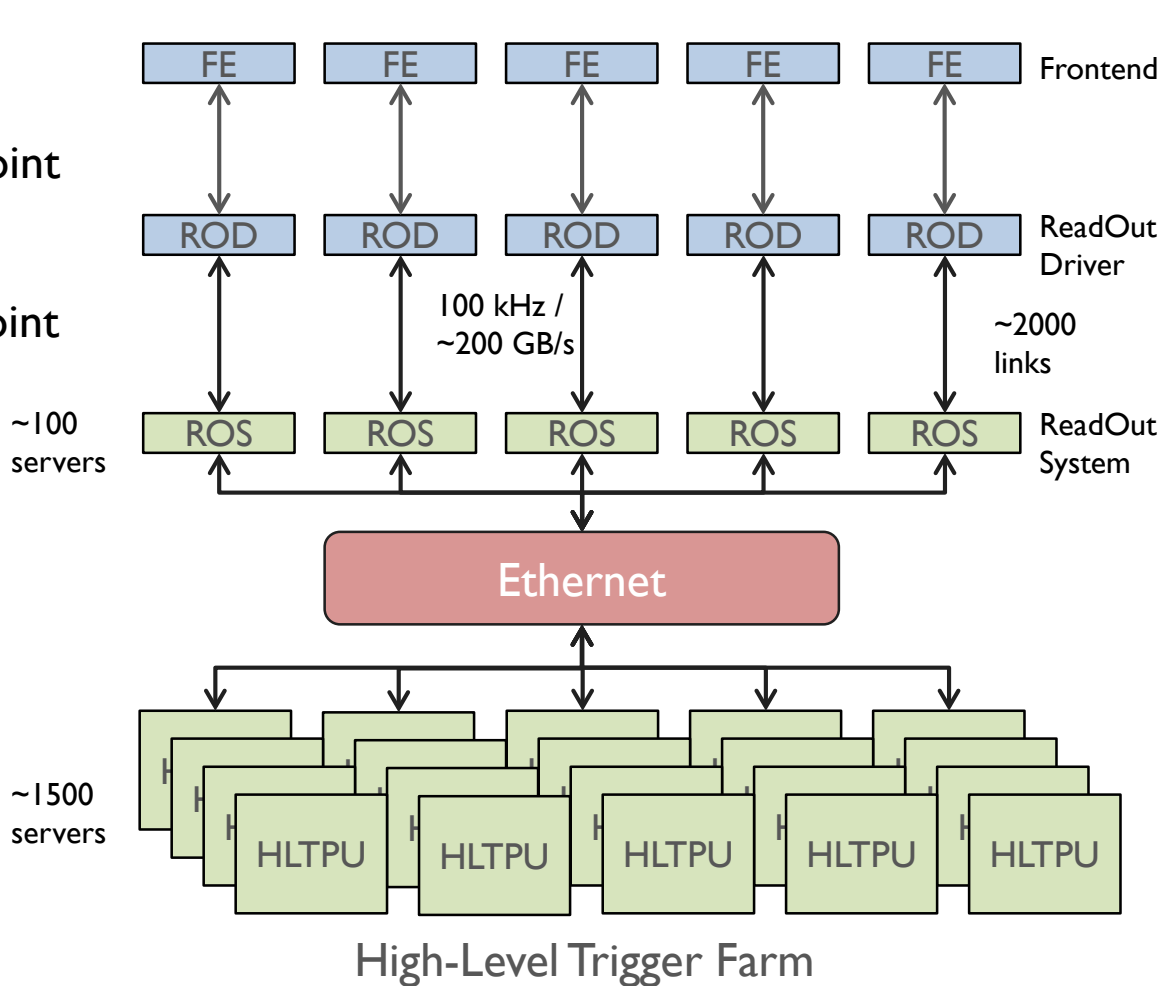 FE FE FE FE FE Frontend
oint
ROD ROD ROD ROD ROD ReadOut
Driver
100 kHz /
~200 GB/s
~2000
links
oint
~100
servers
ROS ROS ROS ROS ROS ReadOut
System
Ethernet
~1500
servers
HLTPU HLTPU HLTPU HLTPU HLTPU
High-Level Trigger Farm